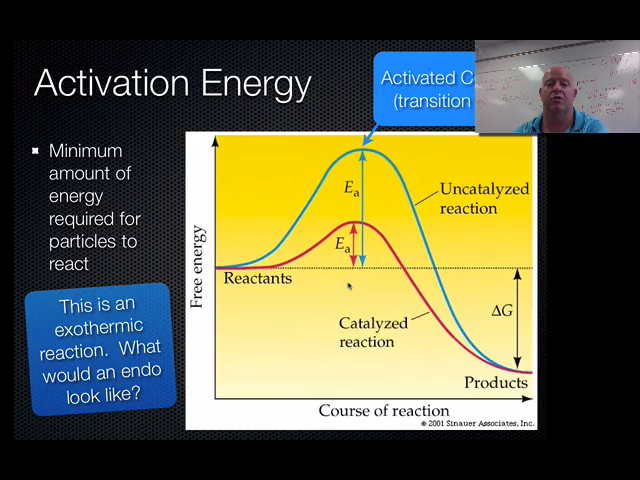 Activation Energy
Activated C
(transition
Minimum
amount of
energy
required for
particles to
react
This is an
exothermic
reaction. What
would an endo
look like?
Free energy
Eₐ
Eₐ
Uncatalyzed
reaction
Reactants
ΔG
Catalyzed
reaction
Products
Course of reaction
© 2001 Sinauer Associates, Inc.